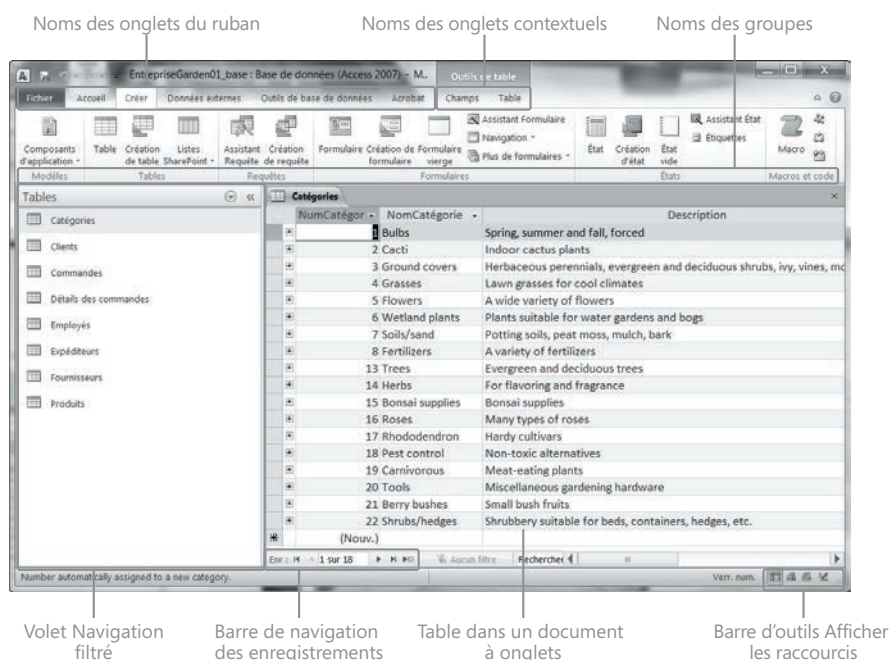 Noms des onglets du ruban
Noms des onglets contextuels
Noms des groupes
EntrepriseGarden01_base : Base de données (Access 2007) - M..
Outils de table
Fichier Accueil Créer Données externes Outils de base de données Acrobat Champs Table
Composants d'application
Table
Création de table
Listes SharePoint
Assistant Requête
Création de requête
Formulaire
Création de formulaire
Formulaire vierge
Assistant Formulaire
Navigation
Plus de formulaires
État
Création d'état
État vide
Assistant État
Étiquettes
Macro
Modèles Tables Requêtes Formulaires États Macros et code
Tables
Catégories
Clients
Commandes
Détails des commandes
Employés
Expéditeurs
Fournisseurs
Produits
Catégories
NumCatégor NomCatégorie Description
1 Bulbs Spring, summer and fall, forced
2 Cacti Indoor cactus plants
3 Ground covers Herbaceous perennials, evergreen and deciduous shrubs, ivy, vines, mo
4 Grasses Lawn grasses for cool climates
5 Flowers A wide variety of flowers
6 Wetland plants Plants suitable for water gardens and bogs
7 Soils/sand Potting soils, peat moss, mulch, bark
8 Fertilizers A variety of fertilizers
13 Trees Evergreen and deciduous trees
14 Herbs For flavoring and fragrance
15 Bonsai supplies Bonsai supplies
16 Roses Many types of roses
17 Rhododendron Hardy cultivars
18 Pest control Non-toxic alternatives
19 Carnivorous Meat-eating plants
20 Tools Miscellaneous gardening hardware
21 Berry bushes Small bush fruits
22 Shrubs/hedges Shrubbery suitable for beds, containers, hedges, etc.
(Nouv.)
Enr : 1 sur 18 Aucun filtre Rechercher
Number automatically assigned to a new category.
Verr. num.
Volet Navigation filtré
Barre de navigation des enregistrements
Table dans un document à onglets
Barre d'outils Afficher les raccourcis